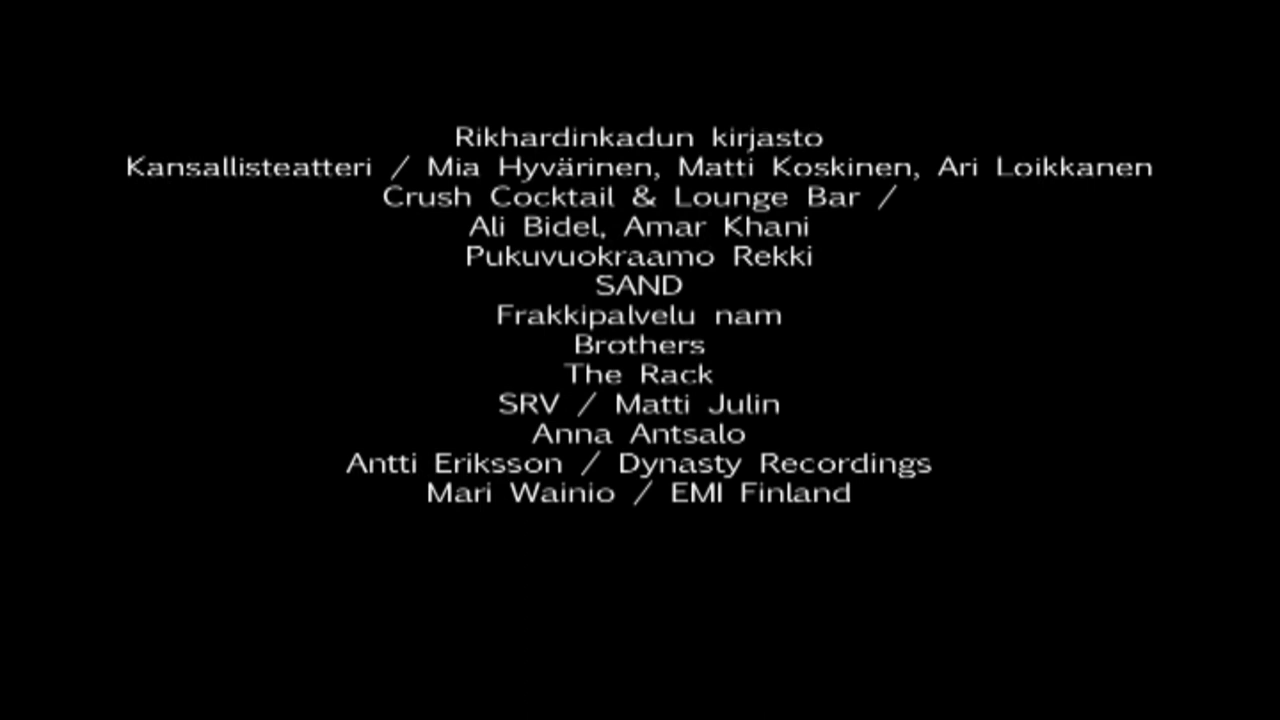 Rikhardinkadun kirjasto
Kansallisteatteri / Mia Hyvärinen, Matti Koskinen, Ari Loikkanen
Crush Cocktail & Lounge Bar /
Ali Bidel, Amar Khani
Pukuvuokraamo Rekki
SAND
Frakkipalvelu nam
Brothers
The Rack
SRV / Matti Julin
Anna Antsalo
Antti Eriksson / Dynasty Recordings
Mari Wainio / EMI Finland